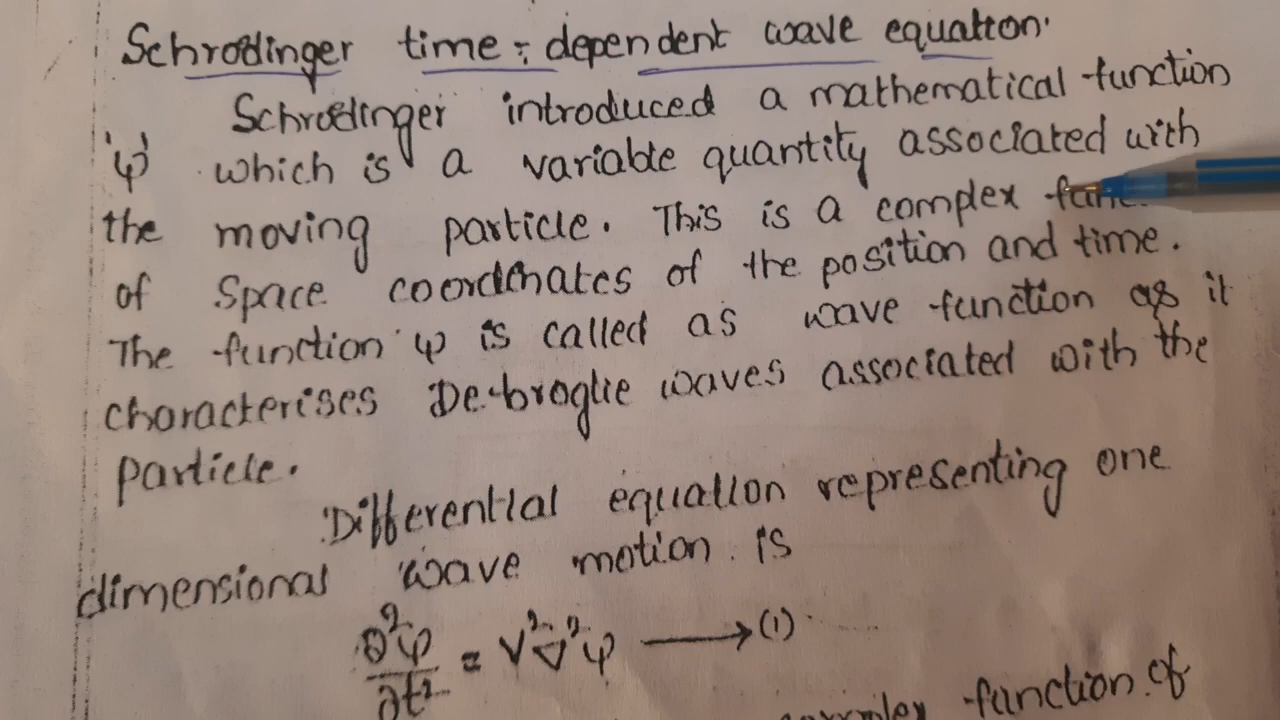 Schrodinger time-dependent wave equation.
Schrodinger introduced a mathematical function
'ψ' which is a variable quantity associated with
the moving particle. This is a complex
of Space coordinates of the position and time.
The function ψ is called as wave function as it
characterises De-broglie waves associated with the
particle.
Differential equation representing one
dimensional wave motion is
∂²ψ/∂t² = V²∇²ψ ⟶ (1)
function of